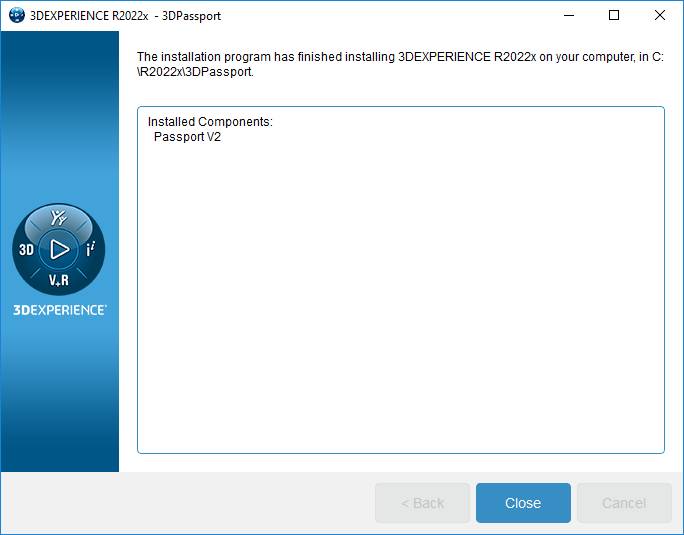 3DEXPERIENCE R2022x - 3DPassport
The installation program has finished installing 3DEXPERIENCE R2022x on your computer, in C:
\R2022x\3DPassport.
Installed Components:
Passport V2
3D
i²
V+R
3DEXPERIENCE
< Back
Close
Cancel